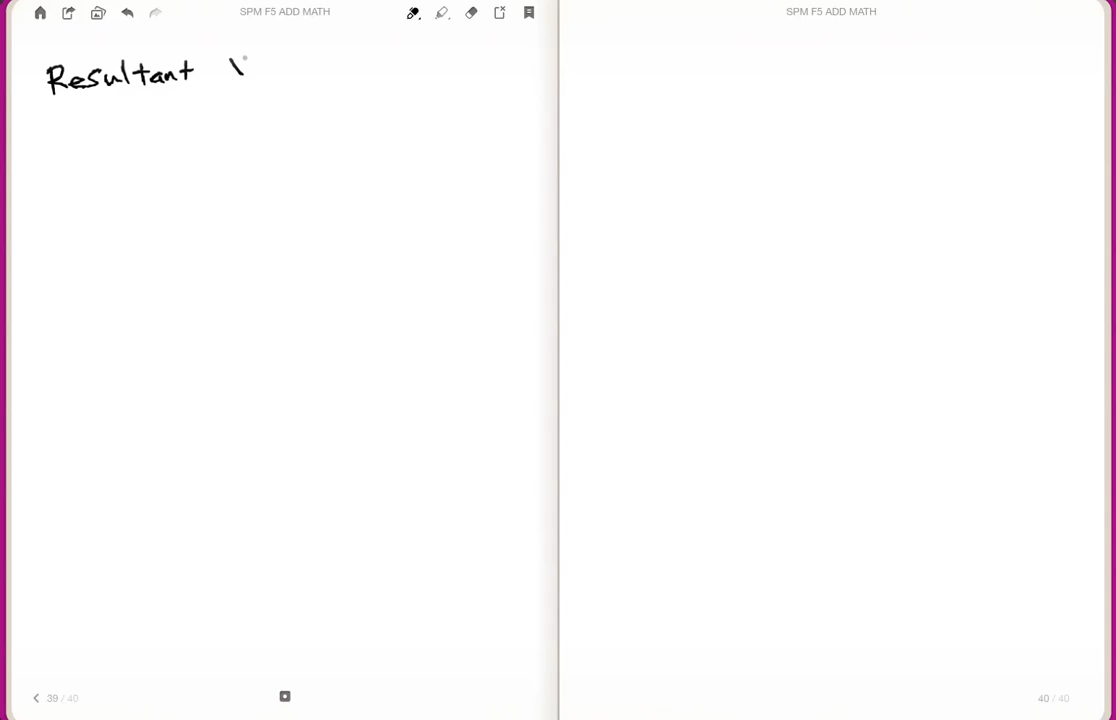 SPM F5 ADD MATH
SPM F5 ADD MATH
Resultant
39 / 40
40 / 40